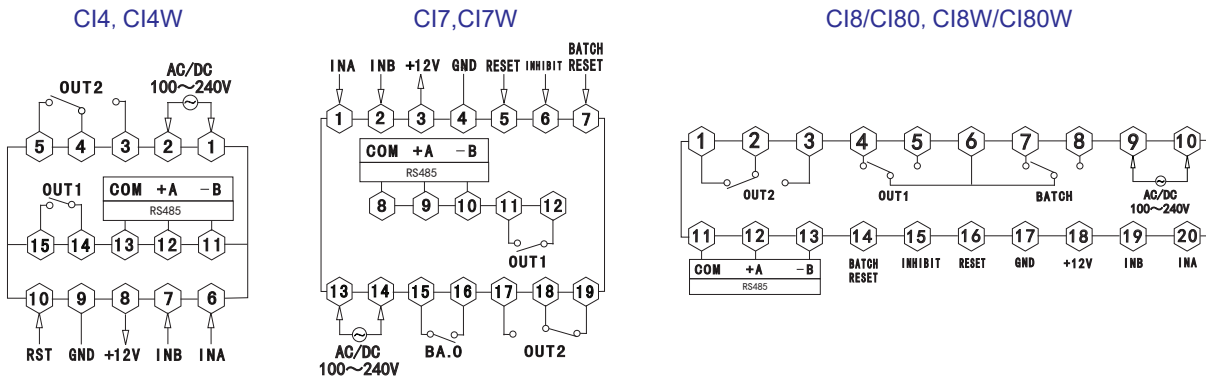 CI4, CI4W
AC/DC
100~240V
OUT2
5 4 3 2 1
OUT1
COM +A －B
RS485
15 14 13 12 11
10 9 8 7 6
RST GND +12V INB INA
CI7,CI7W
BATCH
INA INB +12V GND RESET INHIBIT RESET
1 2 3 4 5 6 7
COM +A －B
RS485
8 9 10 11 12
OUT1
13 14 15 16 17 18 19
AC/DC
100~240V
BA.O OUT2
CI8/CI80, CI8W/CI80W
1 2 3 4 5 6 7 8 9 10
OUT2 OUT1 BATCH
AC/DC
100~240V
11 12 13 14 15 16 17 18 19 20
COM +A －B
RS485
BATCH
RESET
INHIBIT RESET GND +12V INB INA